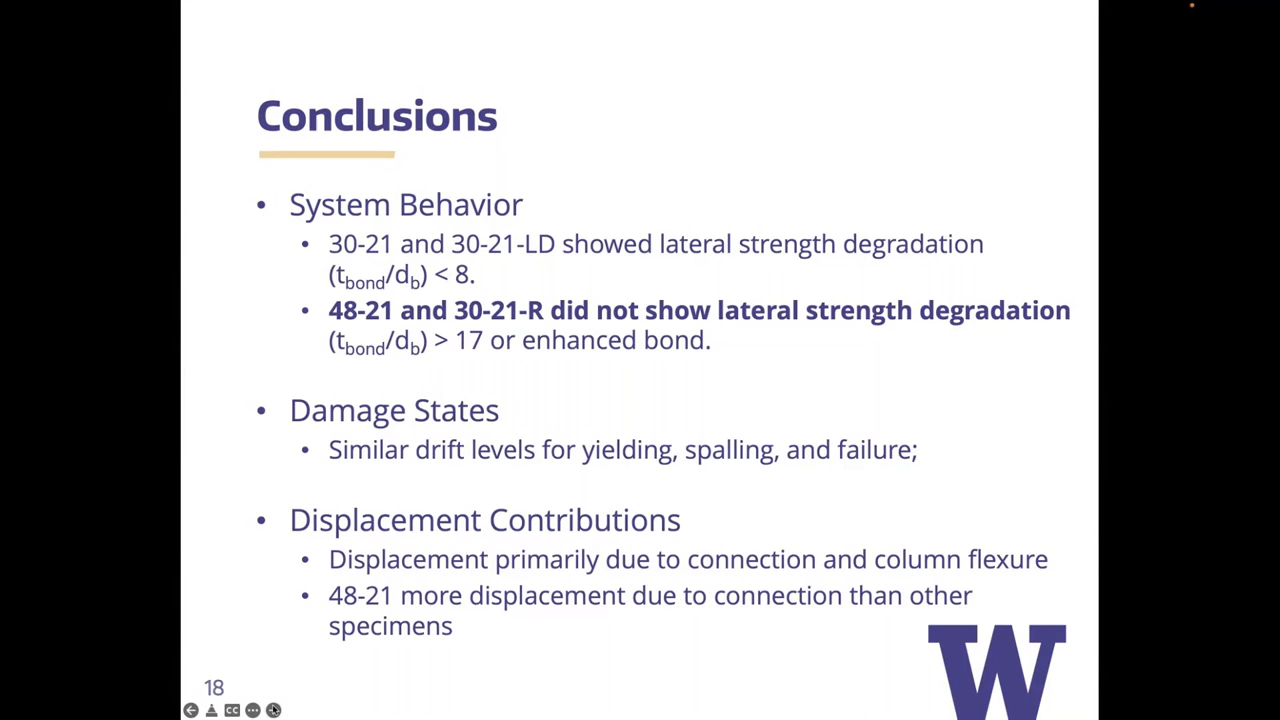 Conclusions
• System Behavior
• 30-21 and 30-21-LD showed lateral strength degradation
(tbond/db) < 8.
• 48-21 and 30-21-R did not show lateral strength degradation
(tbond/db) > 17 or enhanced bond.
• Damage States
• Similar drift levels for yielding, spalling, and failure;
• Displacement Contributions
• Displacement primarily due to connection and column flexure
• 48-21 more displacement due to connection than other
specimens
W
18
CC